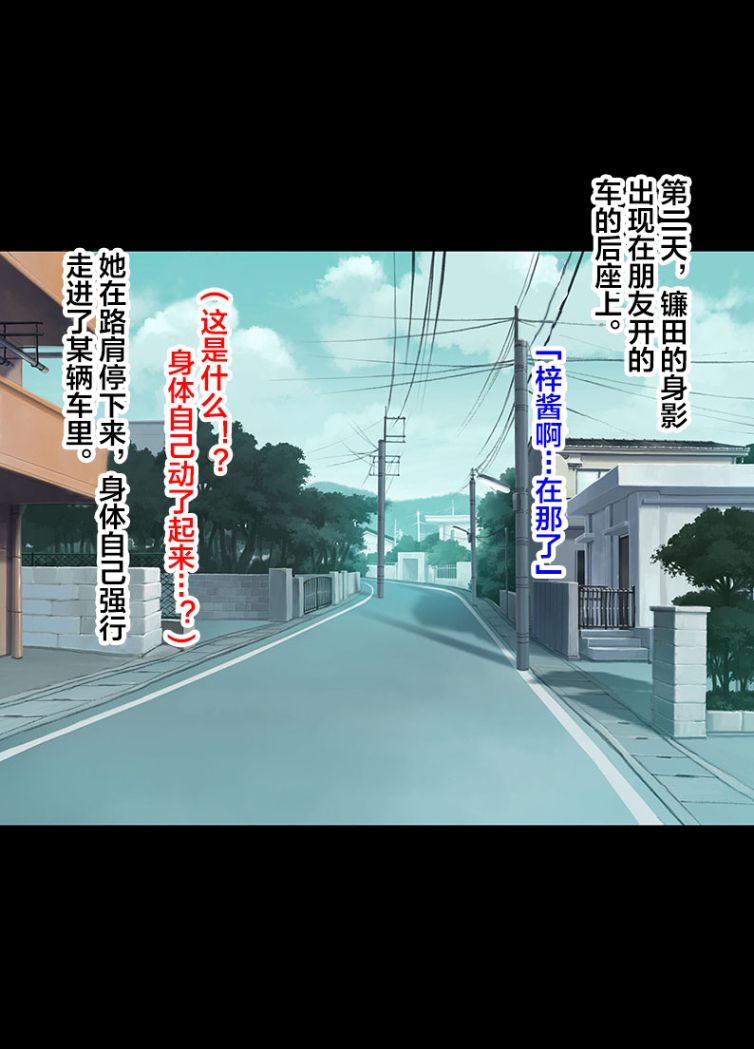 第二天，镰田的身影
出现在朋友开的
车的后座上。
「梓酱啊…在那了」
（这是什么！？
身体自己动了起来…？）
她在路肩停下来，身体自己强行
走进了某辆车里。